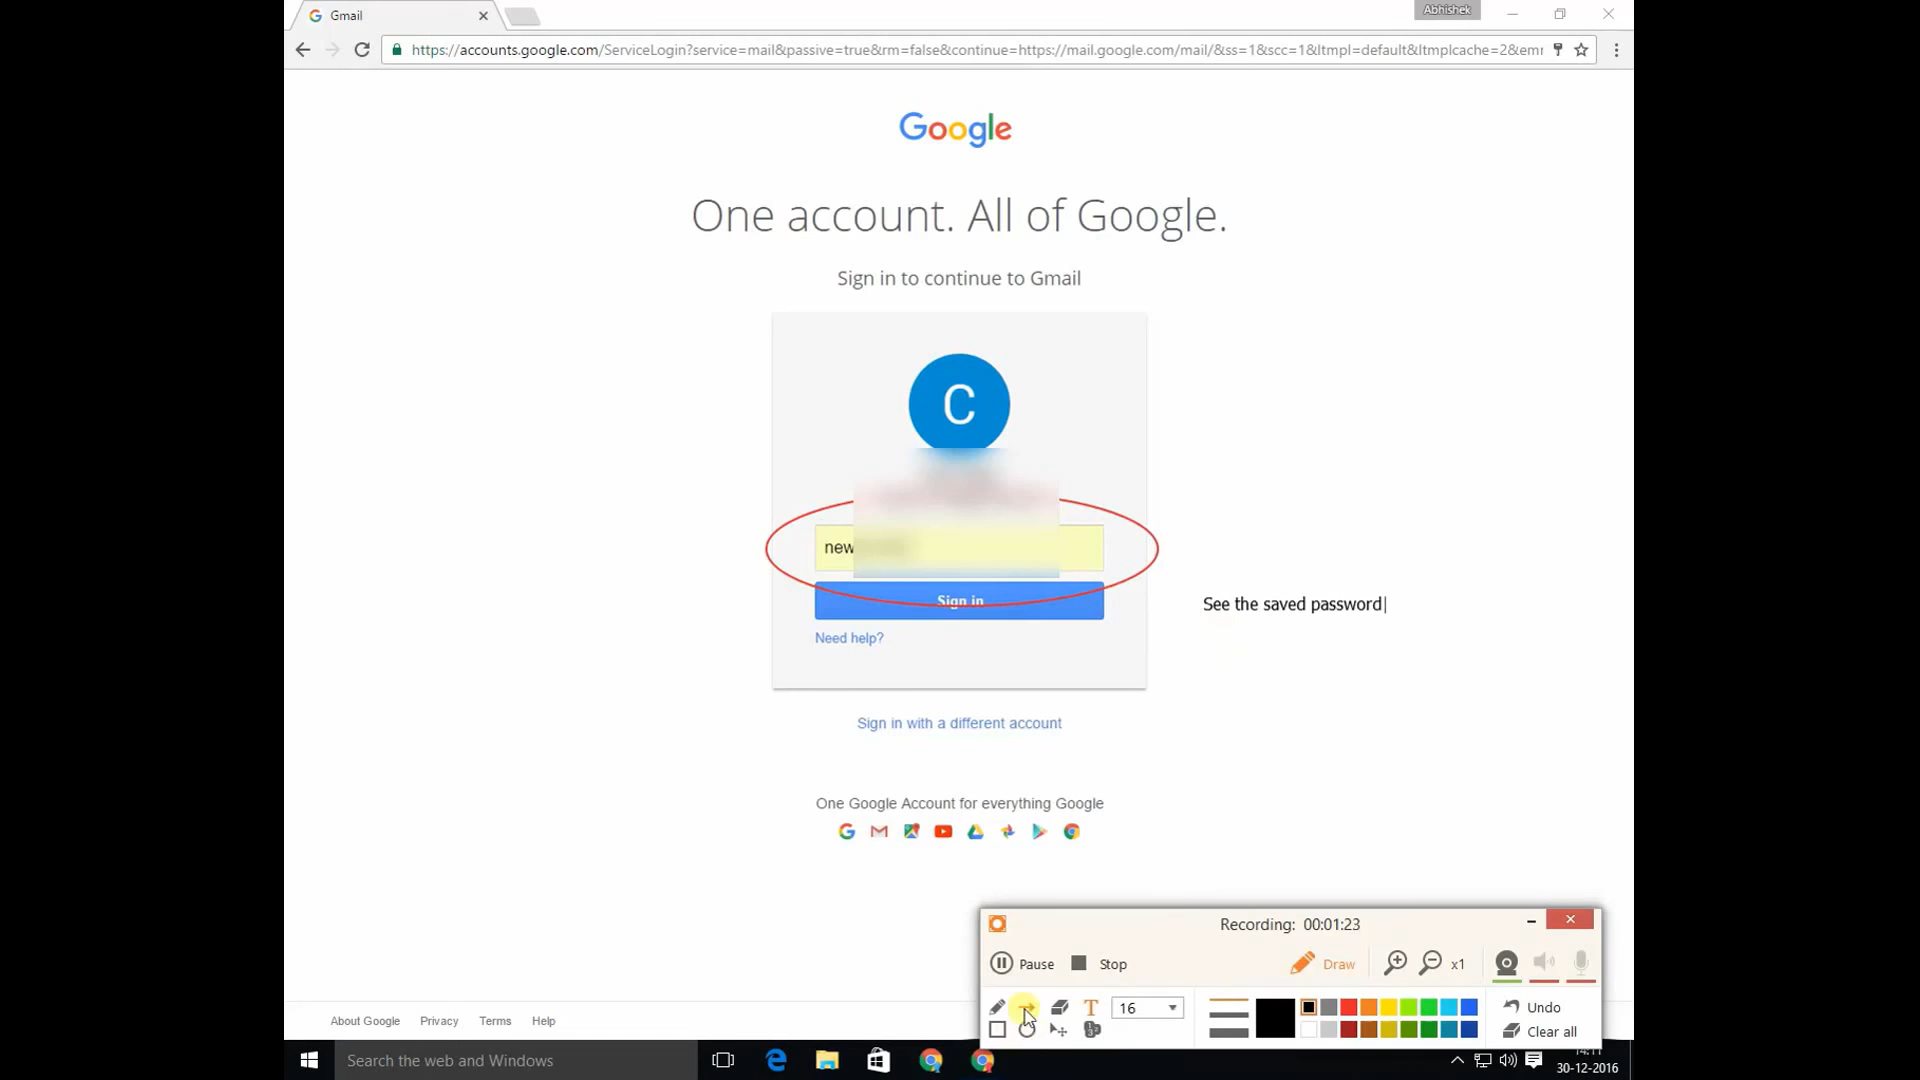 Gmail
Abhishek
https://accounts.google.com/ServiceLogin?service=mail&passive=true&rm=false&continue=https://mail.google.com/mail/&ss=1&scc=1&ltmpl=default&ltmplcache=2&emr
Google
One account. All of Google.
Sign in to continue to Gmail
C
new
Sign in
See the saved password
Need help?
Sign in with a different account
One Google Account for everything Google
Recording: 00:01:23
Pause
Stop
Draw
x1
T
16
Undo
Clear all
About Google
Privacy
Terms
Help
Search the web and Windows
14:11
30-12-2016